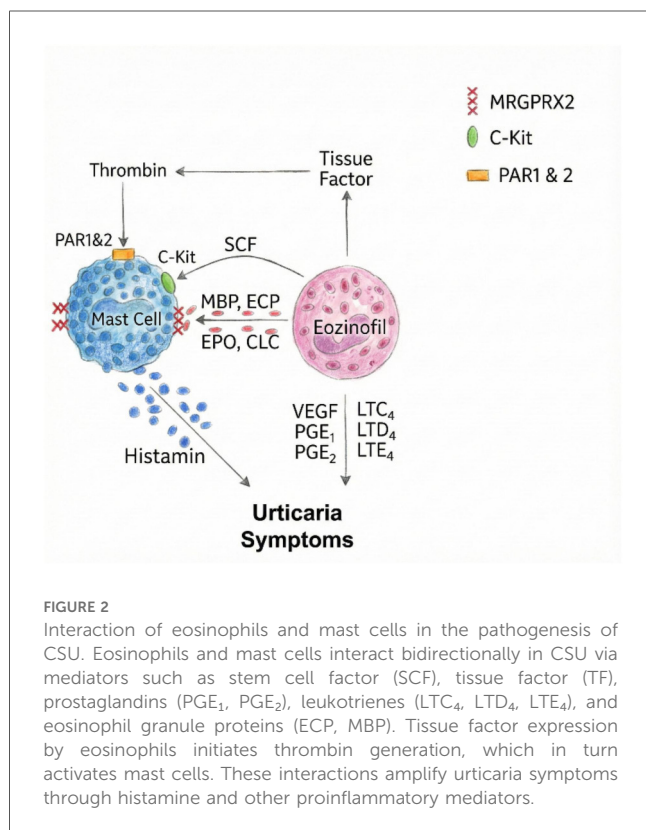 MRGPRX2
C-Kit
PAR1 & 2
Tissue
Factor
Thrombin
PAR1&2
C-Kit
SCF
Mast Cell
MBP, ECP
EPO, CLC
Eozinofil
VEGF
PGE₁
PGE₂
LTC₄
LTD₄
LTE₄
Histamin
Urticaria
Symptoms
FIGURE 2
Interaction of eosinophils and mast cells in the pathogenesis of
CSU. Eosinophils and mast cells interact bidirectionally in CSU via
mediators such as stem cell factor (SCF), tissue factor (TF),
prostaglandins (PGE₁, PGE₂), leukotrienes (LTC₄, LTD₄, LTE₄), and
eosinophil granule proteins (ECP, MBP). Tissue factor expression
by eosinophils initiates thrombin generation, which in turn
activates mast cells. These interactions amplify urticaria symptoms
through histamine and other proinflammatory mediators.